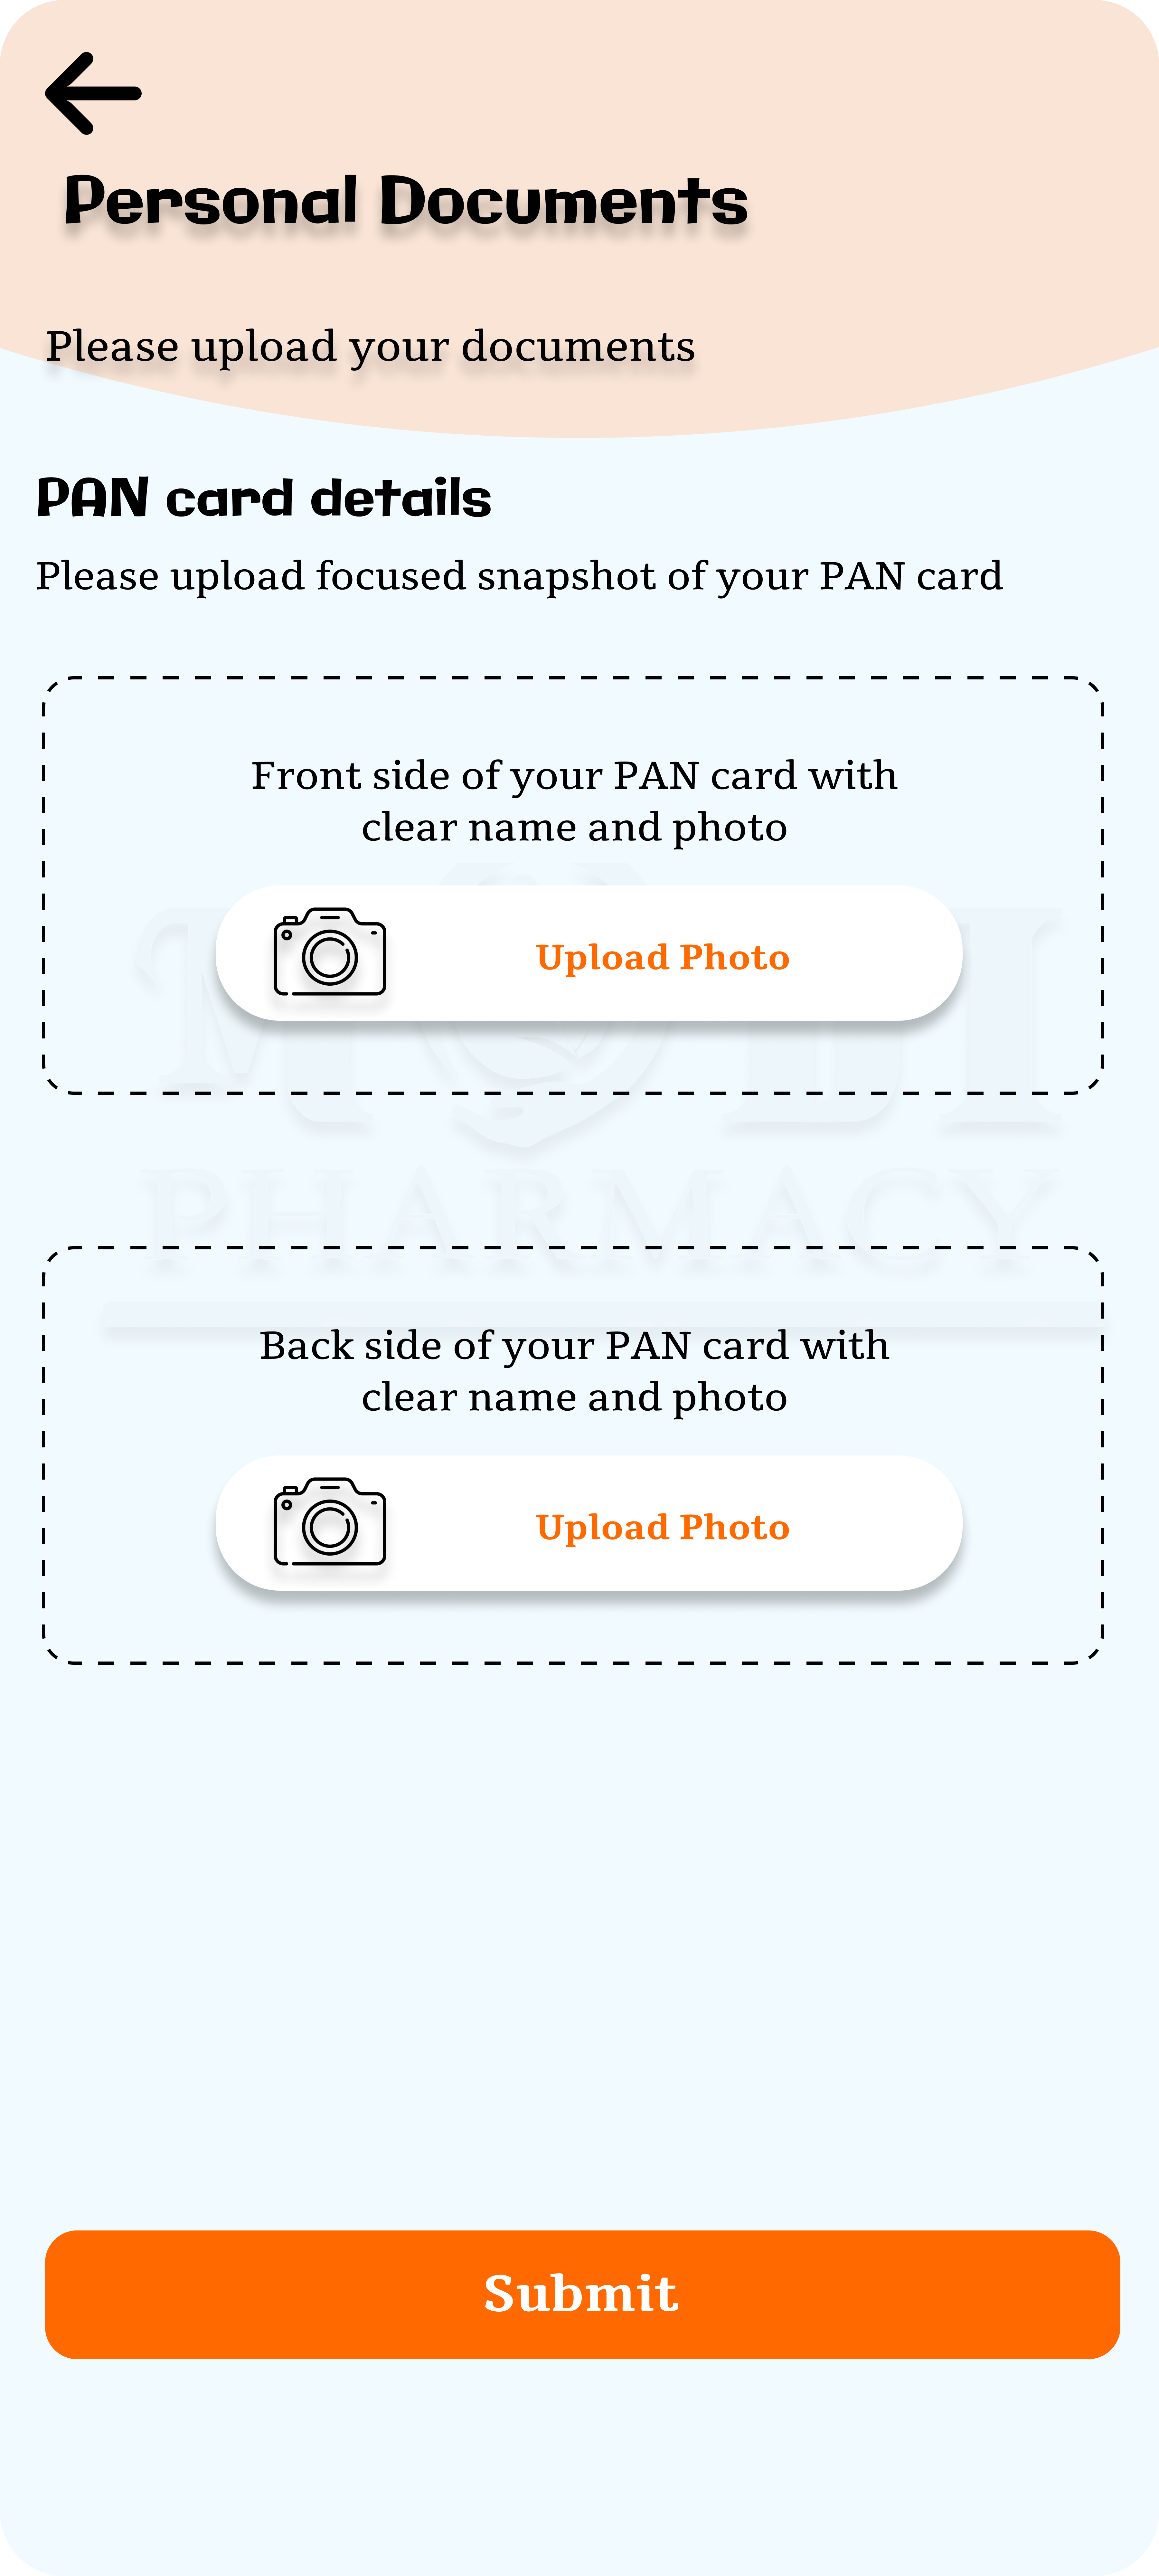 Personal Documents
Please upload your documents
PAN card details
Please upload focused snapshot of your PAN card
Front side of your PAN card with
clear name and photo
Upload Photo
PHARMACY
Back side of your PAN card with
clear name and photo
Upload Photo
Submit